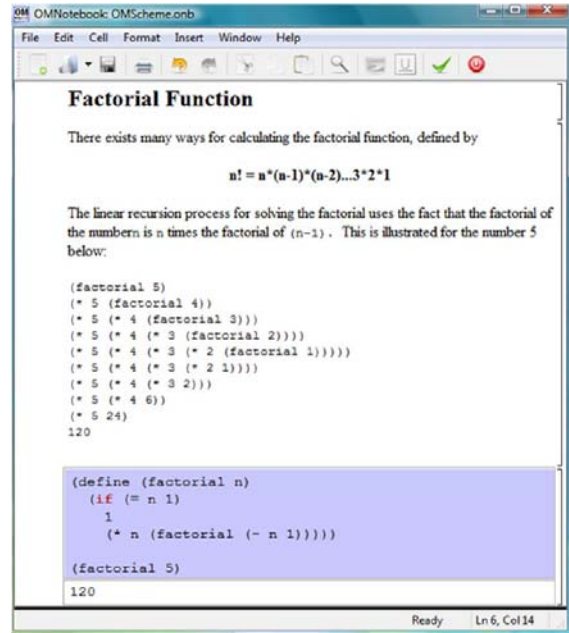 OMNotebook: OMScheme.onb
File Edit Cell Format Insert Window Help
Factorial Function
There exists many ways for calculating the factorial function, defined by
n! = n*(n-1)*(n-2)...3*2*1
The linear recursion process for solving the factorial uses the fact that the factorial of
the numbern is n times the factorial of (n-1). This is illustrated for the number 5
below:
(factorial 5)
(* 5 (factorial 4))
(* 5 (* 4 (factorial 3)))
(* 5 (* 4 (* 3 (factorial 2))))
(* 5 (* 4 (* 3 (* 2 (factorial 1)))))
(* 5 (* 4 (* 3 (* 2 1))))
(* 5 (* 4 (* 3 2)))
(* 5 (* 4 6))
(* 5 24)
120
(define (factorial n)
(if (= n 1)
1
(* n (factorial (- n 1)))))
(factorial 5)
120
Ready Ln 6, Col 14